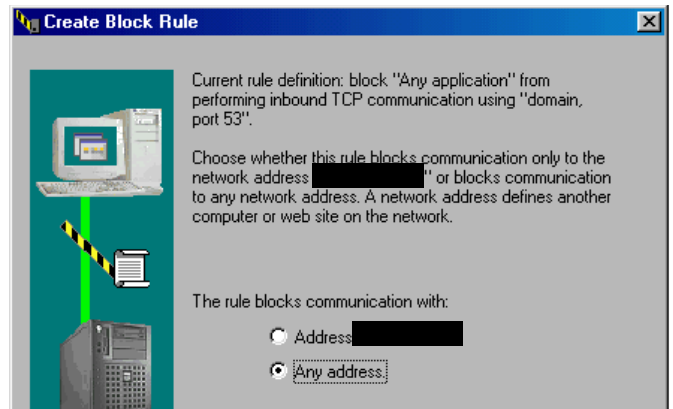 Create Block Rule
Current rule definition: block "Any application" from
performing inbound TCP communication using "domain,
port 53".
Choose whether this rule blocks communication only to the
network address " or blocks communication
to any network address. A network address defines another
computer or web site on the network.
The rule blocks communication with:
Address
Any address.